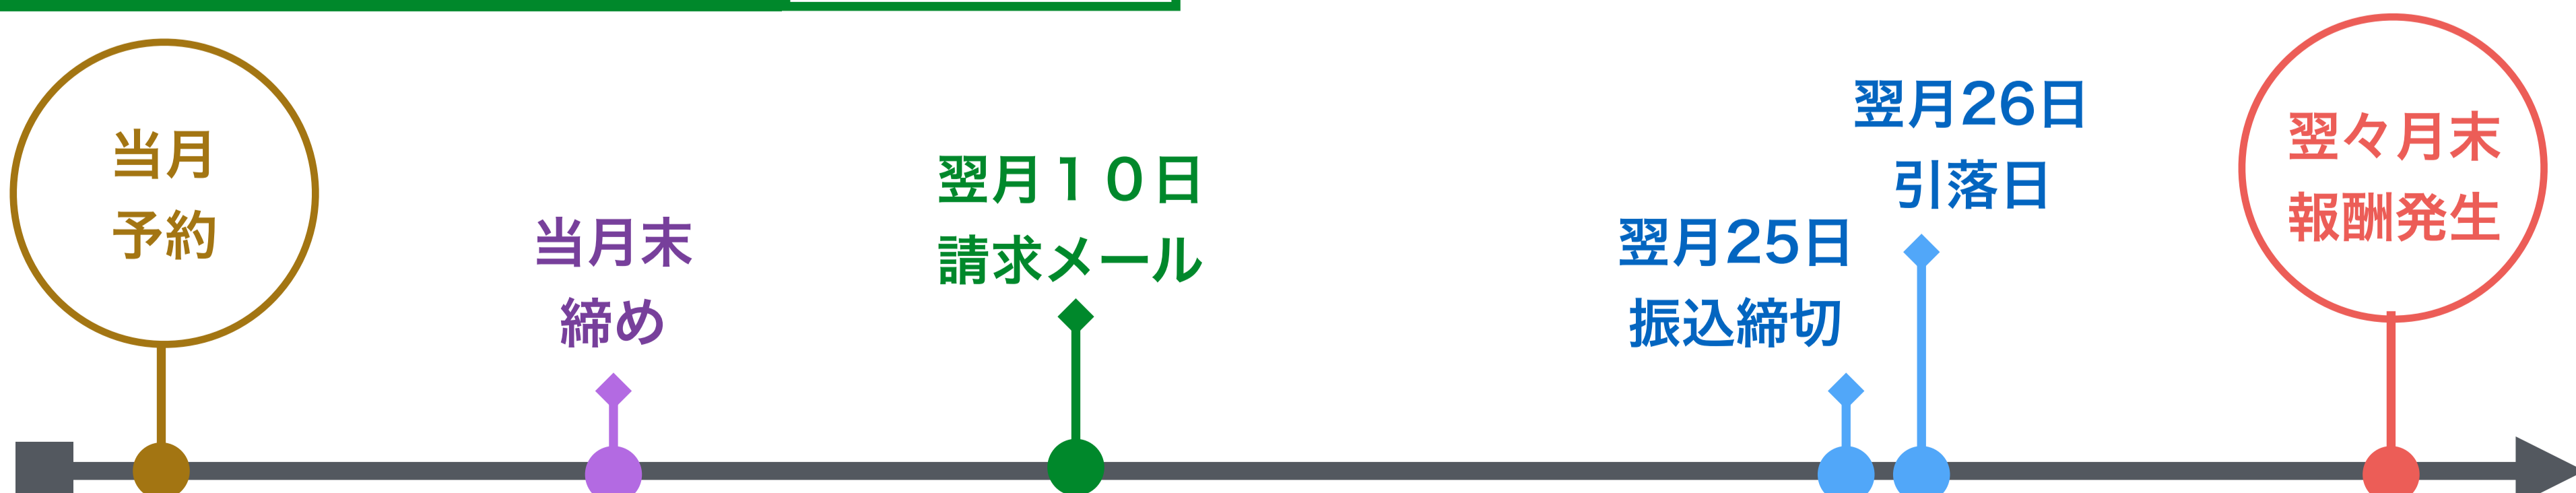 当月
予約
当月末
締め
翌月１０日
請求メール
翌月25日
振込締切
翌月26日
引落日
翌々月末
報酬発生